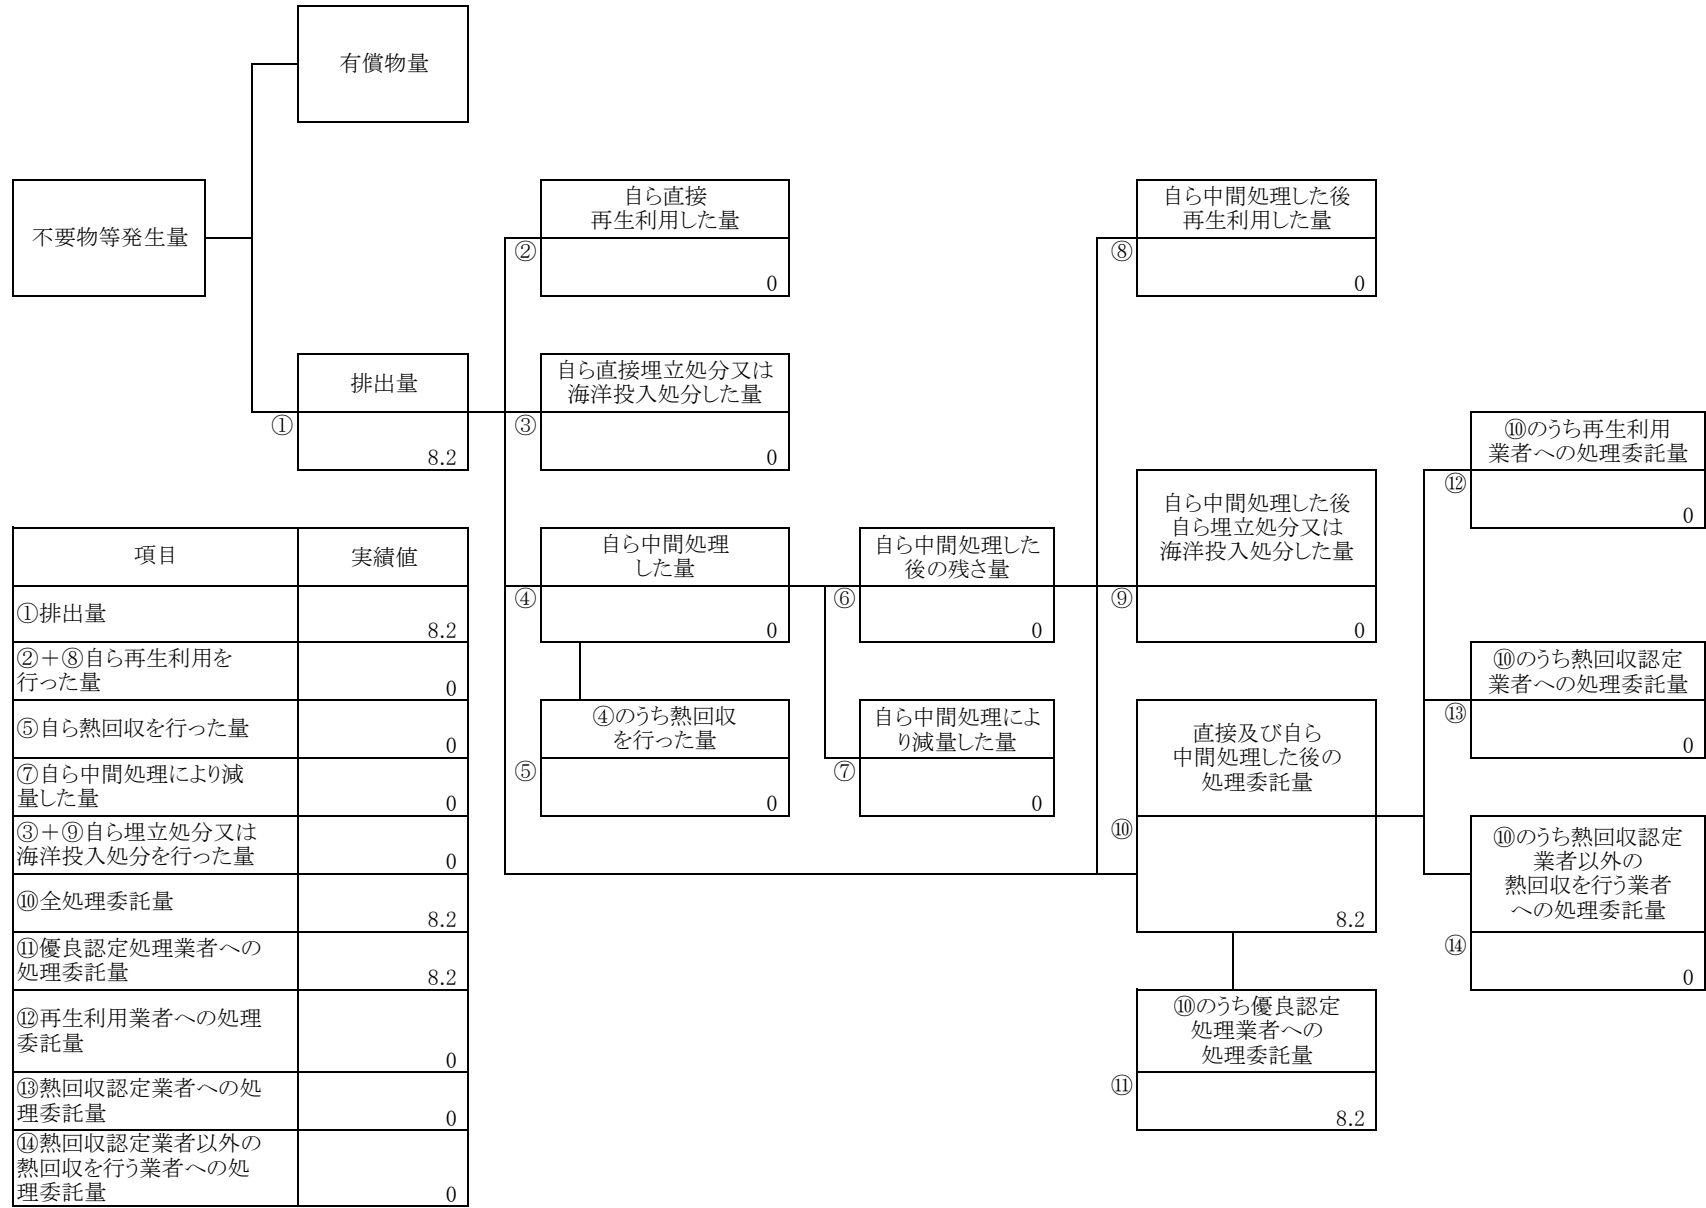 有償物量
不要物等発生量
自ら直接
再生利用した量
②
0
自ら中間処理した後
再生利用した量
⑧
0
排出量
①
8.2
自ら直接埋立処分又は
海洋投入処分した量
③
0
自ら中間処理
した量
④
0
自ら中間処理した
後の残さ量
⑥
0
自ら中間処理した後
自ら埋立処分又は
海洋投入処分した量
⑨
0
⑩のうち再生利用
業者への処理委託量
⑫
0
④のうち熱回収
を行った量
⑤
0
自ら中間処理によ
り減量した量
⑦
0
直接及び自ら
中間処理した後の
処理委託量
⑩
8.2
⑩のうち熱回収認定
業者への処理委託量
⑬
0
⑩のうち熱回収認定
業者以外の
熱回収を行う業者
への処理委託量
⑭
0
⑩のうち優良認定
処理業者への
処理委託量
⑪
8.2
項目
実績値
①排出量
8.2
②＋⑧自ら再生利用を
行った量
0
⑤自ら熱回収を行った量
0
⑦自ら中間処理により減
量した量
0
③＋⑨自ら埋立処分又は
海洋投入処分を行った量
0
⑩全処理委託量
8.2
⑪優良認定処理業者への
処理委託量
8.2
⑫再生利用業者への処理
委託量
0
⑬熱回収認定業者への処
理委託量
0
⑭熱回収認定業者以外の
熱回収を行う業者への処
理委託量
0